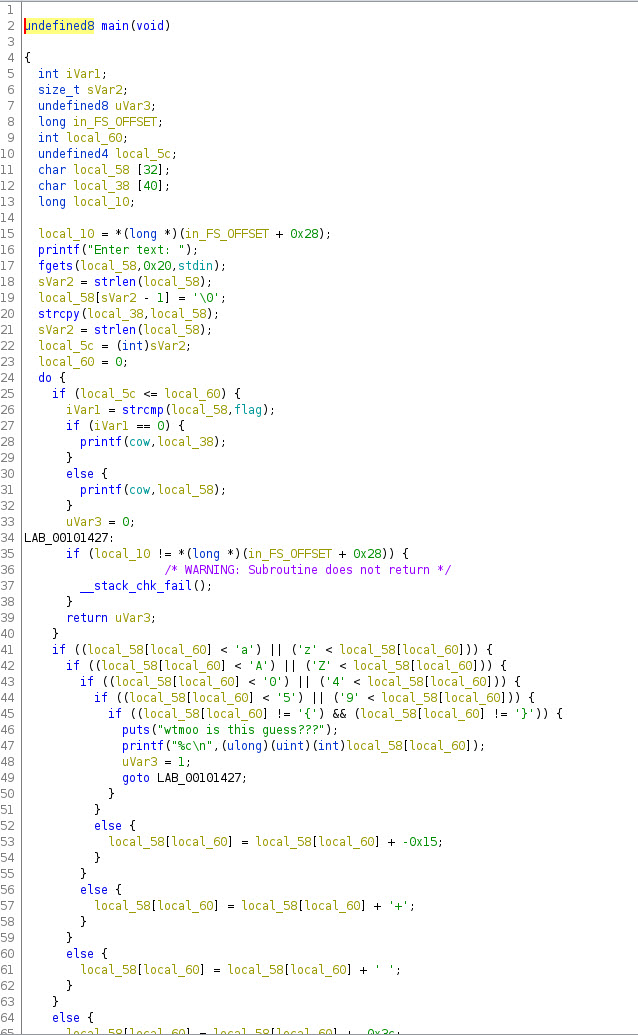 1
2 undefined8 main(void)
3
4 {
5 int iVar1;
6 size_t sVar2;
7 undefined8 uVar3;
8 long in_FS_OFFSET;
9 int local_60;
10 undefined4 local_5c;
11 char local_58 [32];
12 char local_38 [40];
13 long local_10;
14
15 local_10 = *(long *)(in_FS_OFFSET + 0x28);
16 printf("Enter text: ");
17 fgets(local_58,0x20,stdin);
18 sVar2 = strlen(local_58);
19 local_58[sVar2 - 1] = '\0';
20 strcpy(local_38,local_58);
21 sVar2 = strlen(local_58);
22 local_5c = (int)sVar2;
23 local_60 = 0;
24 do {
25 if (local_5c <= local_60) {
26 iVar1 = strcmp(local_58,flag);
27 if (iVar1 == 0) {
28 printf(cow,local_38);
29 }
30 else {
31 printf(cow,local_58);
32 }
33 uVar3 = 0;
34 LAB_00101427:
35 if (local_10 != *(long *)(in_FS_OFFSET + 0x28)) {
36 /* WARNING: Subroutine does not return */
37 __stack_chk_fail();
38 }
39 return uVar3;
40 }
41 if ((local_58[local_60] < 'a') || ('z' < local_58[local_60])) {
42 if ((local_58[local_60] < 'A') || ('Z' < local_58[local_60])) {
43 if ((local_58[local_60] < '0') || ('4' < local_58[local_60])) {
44 if ((local_58[local_60] < '5') || ('9' < local_58[local_60])) {
45 if ((local_58[local_60] != '{') && (local_58[local_60] != '}')) {
46 puts("wtmoo is this guess???");
47 printf("%c\n",(ulong)(uint)(int)local_58[local_60]);
48 uVar3 = 1;
49 goto LAB_00101427;
50 }
51 }
52 else {
53 local_58[local_60] = local_58[local_60] + -0x15;
54 }
55 }
56 else {
57 local_58[local_60] = local_58[local_60] + '+';
58 }
59 }
60 else {
61 local_58[local_60] = local_58[local_60] + ' ';
62 }
63 }
64 else {
65 local_58[local_60] = local_58[local_60] + -0x3c;